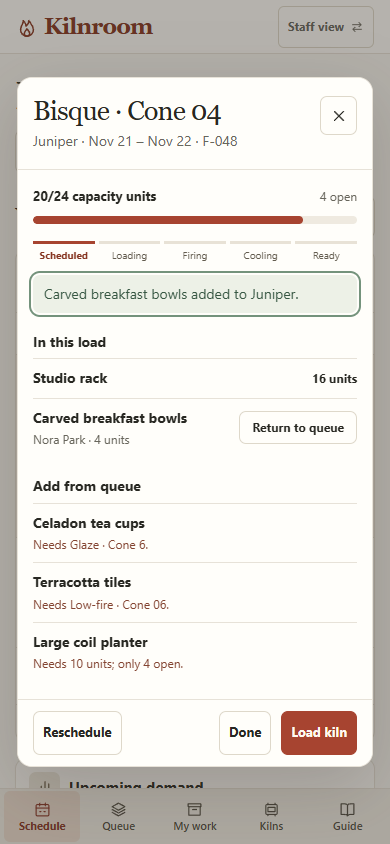 Kilnroom
Staff view
Bisque · Cone 04
Juniper · Nov 21 – Nov 22 · F-048
20/24 capacity units
4 open
Scheduled
Loading
Firing
Cooling
Ready
Carved breakfast bowls added to Juniper.
In this load
Studio rack
16 units
Carved breakfast bowls
Nora Park · 4 units
Return to queue
Add from queue
Celadon tea cups
Needs Glaze · Cone 6.
Terracotta tiles
Needs Low-fire · Cone 06.
Large coil planter
Needs 10 units; only 4 open.
Reschedule
Done
Load kiln
Upcoming demand
Schedule
Queue
My work
Kilns
Guide